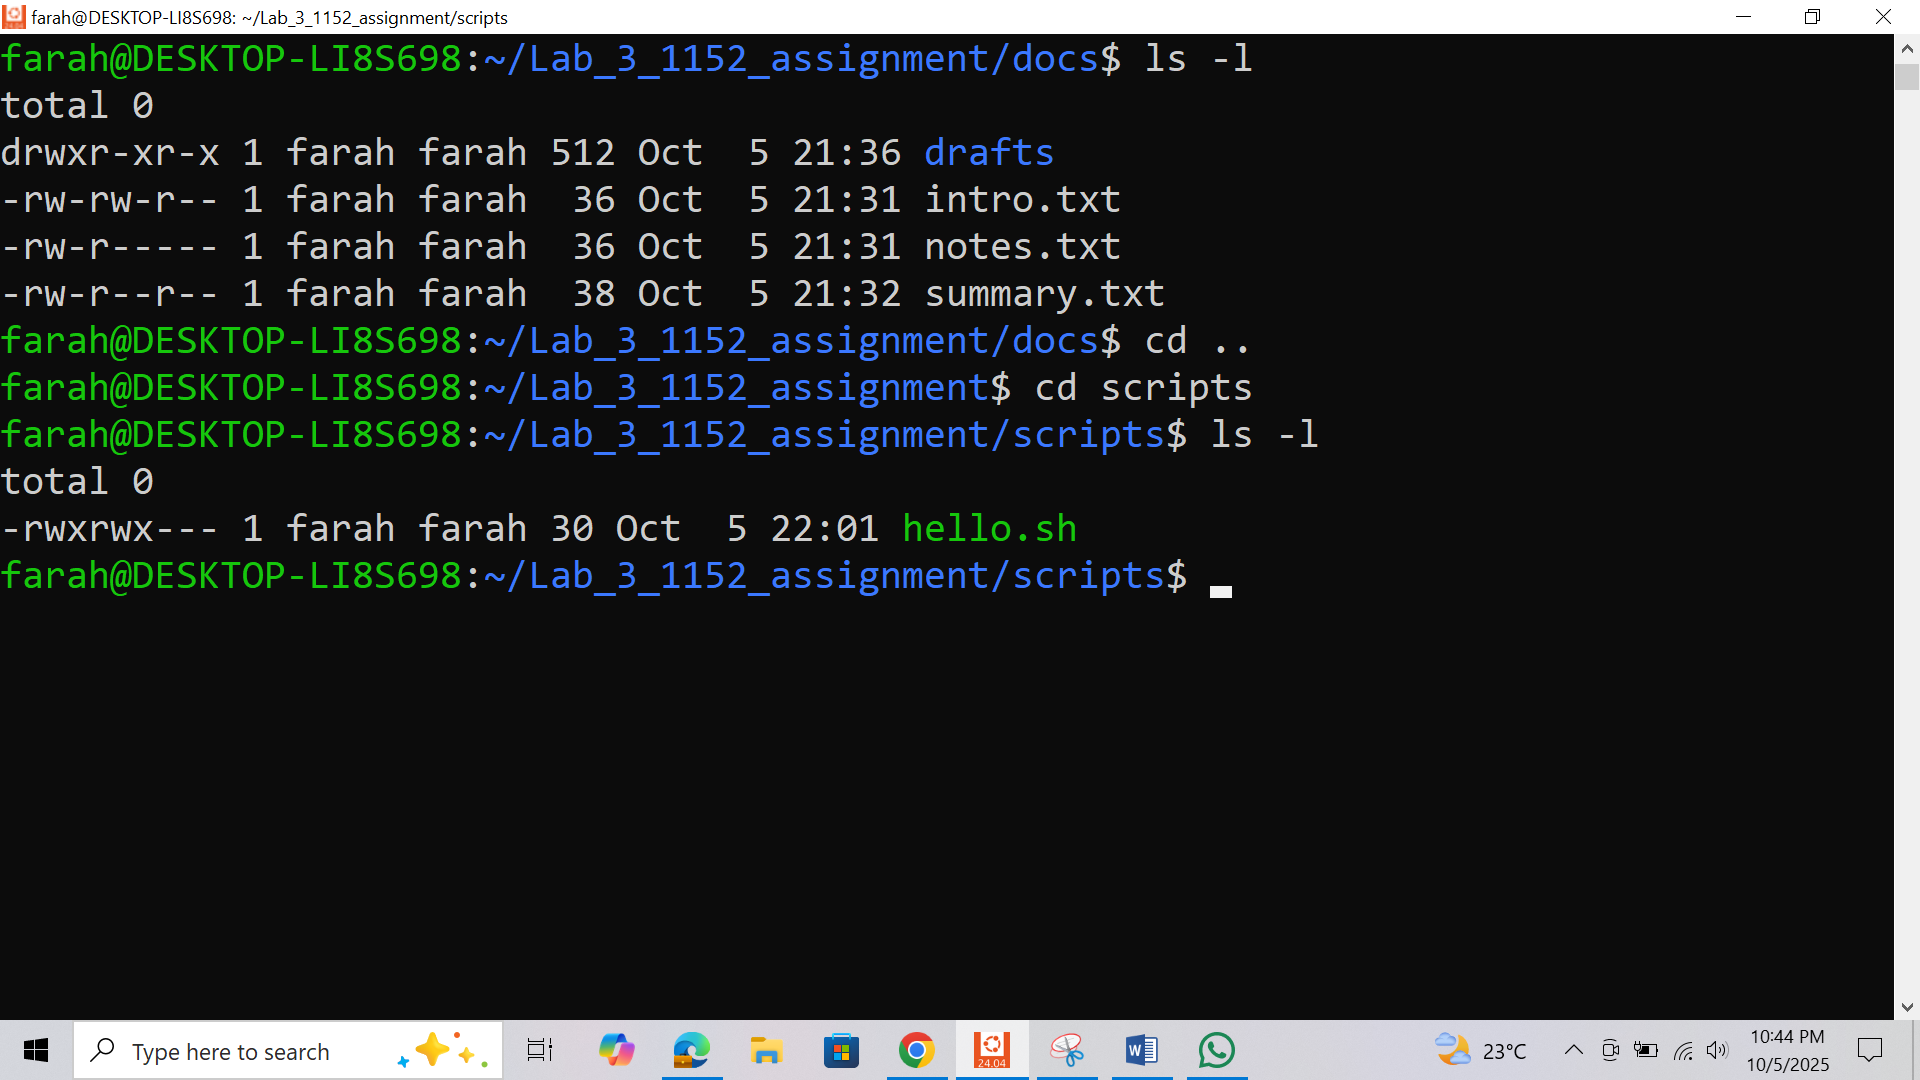 farah@DESKTOP-LI8S698: ~/Lab_3_1152_assignment/scripts
farah@DESKTOP-LI8S698:~/Lab_3_1152_assignment/docs$ ls -l
total 0
drwxr-xr-x 1 farah farah 512 Oct  5 21:36 drafts
-rw-rw-r-- 1 farah farah  36 Oct  5 21:31 intro.txt
-rw-r----- 1 farah farah  36 Oct  5 21:31 notes.txt
-rw-r--r-- 1 farah farah  38 Oct  5 21:32 summary.txt
farah@DESKTOP-LI8S698:~/Lab_3_1152_assignment/docs$ cd ..
farah@DESKTOP-LI8S698:~/Lab_3_1152_assignment$ cd scripts
farah@DESKTOP-LI8S698:~/Lab_3_1152_assignment/scripts$ ls -l
total 0
-rwxrwx--- 1 farah farah 30 Oct  5 22:01 hello.sh
farah@DESKTOP-LI8S698:~/Lab_3_1152_assignment/scripts$
Type here to search
24.04
W
23°C
10:44 PM
10/5/2025